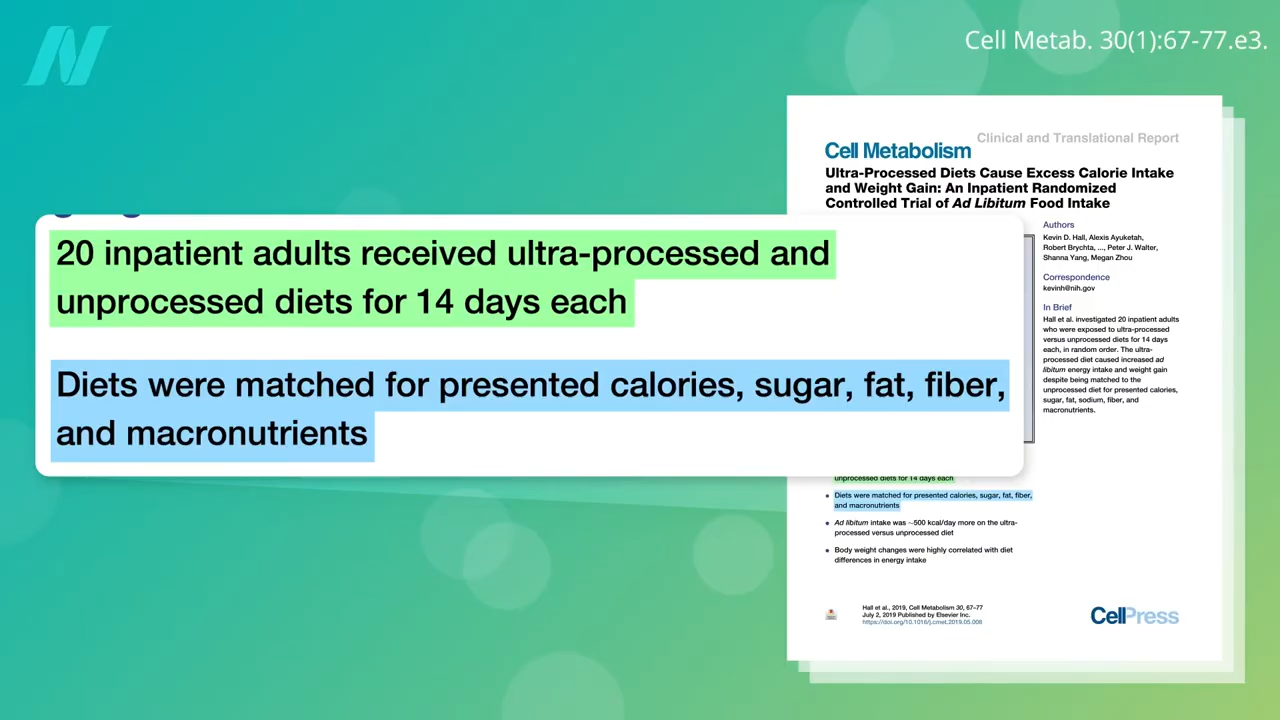 Cell Metab. 30(1):67-77.e3.
Clinical and Translational Report
Cell Metabolism
Ultra-Processed Diets Cause Excess Calorie Intake
and Weight Gain: An Inpatient Randomized
Controlled Trial of Ad Libitum Food Intake
20 inpatient adults received ultra-processed and
unprocessed diets for 14 days each
Diets were matched for presented calories, sugar, fat, fiber,
and macronutrients
Authors
Kevin D. Hall, Alexis Ayuketah,
Robert Brychta, ..., Peter J. Walter,
Shanna Yang, Megan Zhou
Correspondence
kevinh@nih.gov
In Brief
Hall et al. investigated 20 inpatient adults
who were exposed to ultra-processed
versus unprocessed diets for 14 days
each, in random order. The ultra-
processed diet caused increased ad
libitum energy intake and weight gain
despite being matched to the
unprocessed diet for presented calories,
sugar, fat, sodium, fiber, and
macronutrients.
unprocessed diets for 14 days each
• Diets were matched for presented calories, sugar, fat, fiber,
and macronutrients
• Ad libitum intake was ~500 kcal/day more on the ultra-
processed versus unprocessed diet
• Body weight changes were highly correlated with diet
differences in energy intake
Hall et al., 2019, Cell Metabolism 30, 67–77
July 2, 2019 Published by Elsevier Inc.
https://doi.org/10.1016/j.cmet.2019.05.008
CellPress